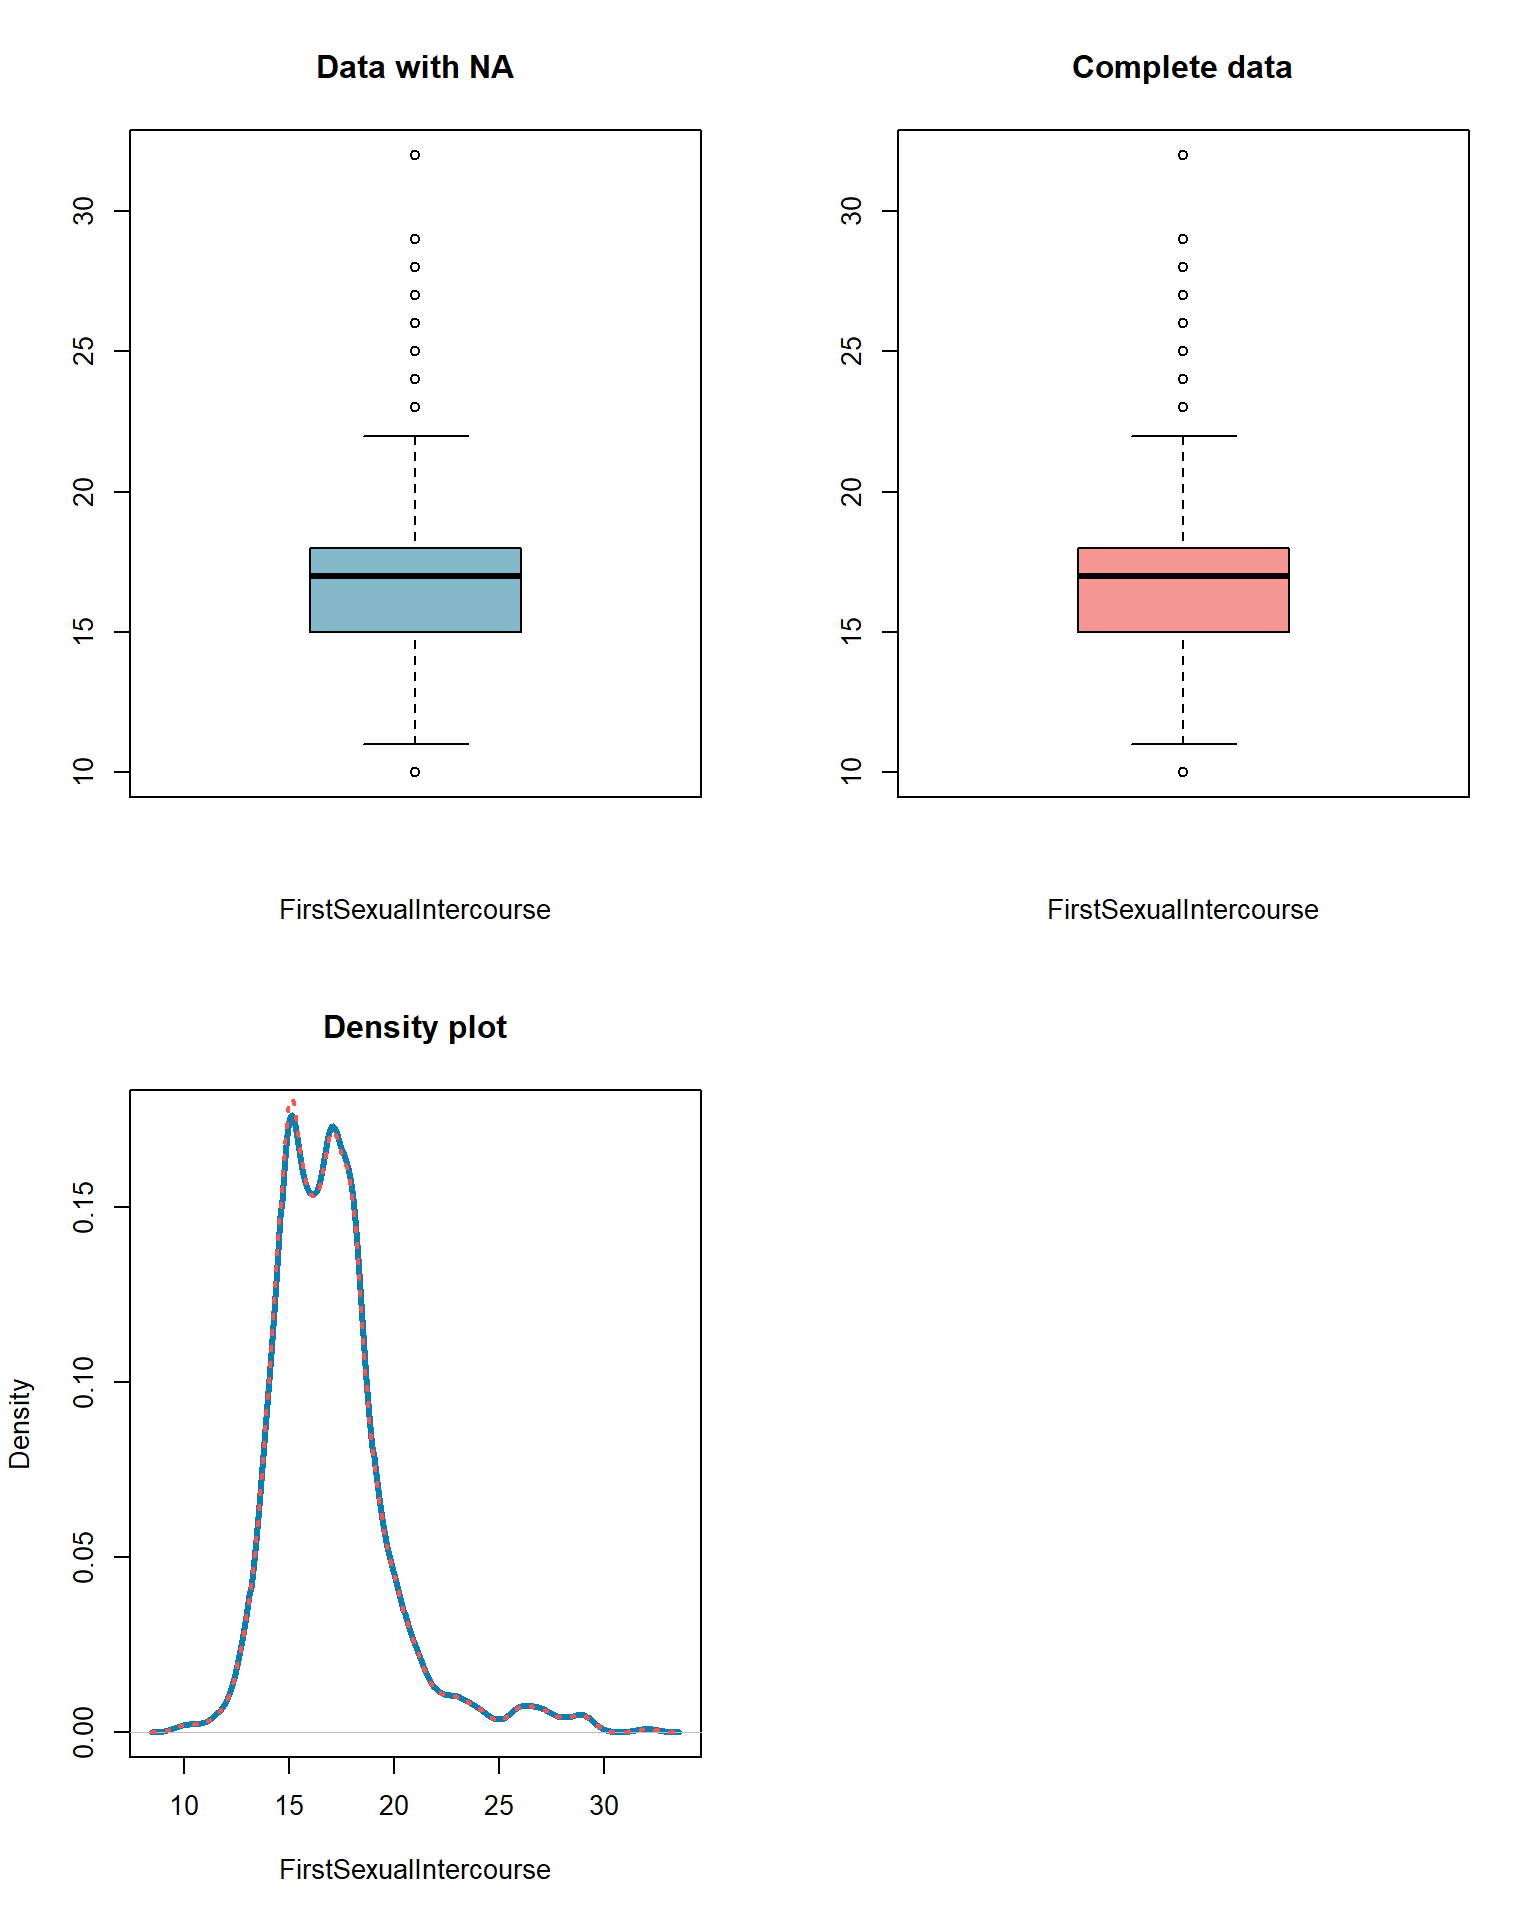 Data with NA
30
25
20
15
10
FirstSexualIntercourse
Complete data
30
25
20
15
10
FirstSexualIntercourse
Density plot
Density
0.15
0.10
0.05
0.00
10 15 20 25 30
FirstSexualIntercourse